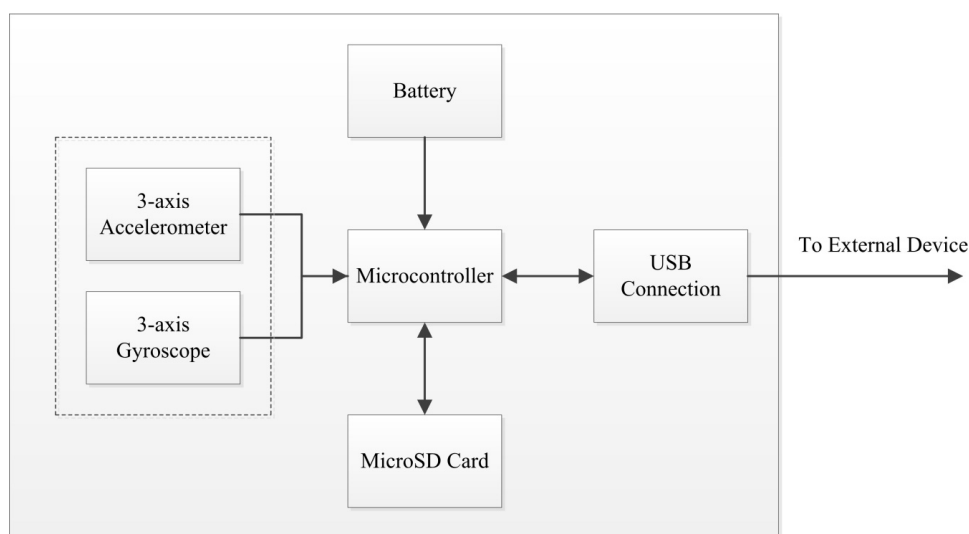 Battery
3-axis
Accelerometer
To External Device
Microcontroller
USB
Connection
3-axis
Gyroscope
MicroSD Card